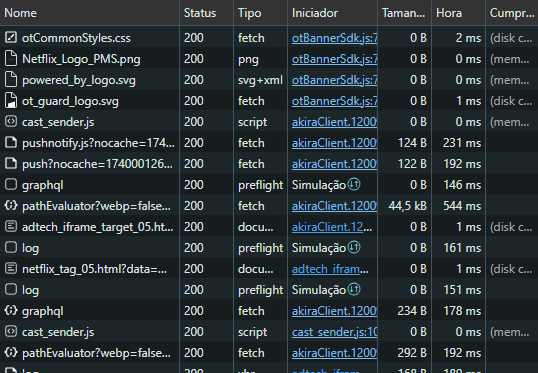 Nome Status Tipo Iniciador Taman... Hora Cumpr...
otCommonStyles.css 200 fetch otBannerSdk.js:7 0 B 2 ms (disk c...
Netflix_Logo_PMS.png 200 png otBannerSdk.js:7 0 B 0 ms (mem...
powered_by_logo.svg 200 svg+xml otBannerSdk.js:7 0 B 0 ms (mem...
ot_guard_logo.svg 200 fetch otBannerSdk.js:7 0 B 1 ms (disk c...
cast_sender.js 200 script akiraClient.1200 0 B 0 ms (mem...
pushnotify.js?nocache=174... 200 fetch akiraClient.1200 124 B 231 ms
push?nocache=174000126... 200 fetch akiraClient.1200 122 B 192 ms
graphql 200 preflight Simulação 0 B 146 ms
pathEvaluator?webp=false... 200 fetch akiraClient.1200 44,5 kB 544 ms
adtech_iframe_target_05.ht... 200 docu... akiraClient.12... 0 B 1 ms (disk c...
log 200 preflight Simulação 0 B 161 ms
netflix_tag_05.html?data=... 200 docu... adtech_ifram... 0 B 1 ms (disk c...
log 200 preflight Simulação 0 B 151 ms
graphql 200 fetch akiraClient.1200 234 B 178 ms
cast_sender.js 200 script cast_sender.js:10 0 B 0 ms (mem...
pathEvaluator?webp=false... 200 fetch akiraClient.1200 292 B 192 ms
log 200 xhr adtech_ifram... 168 B 180 ms